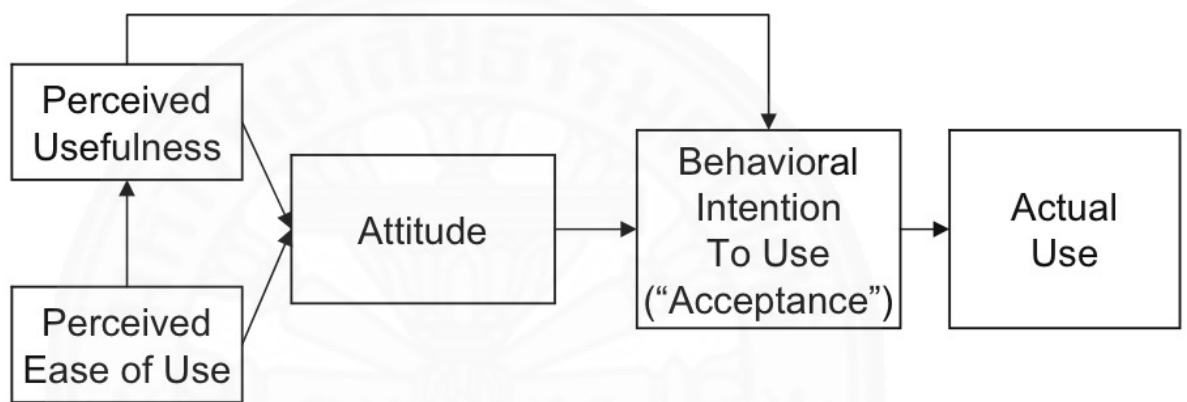 Perceived
Usefulness
Perceived
Ease of Use
Attitude
Behavioral
Intention
To Use
(“Acceptance”)
Actual
Use